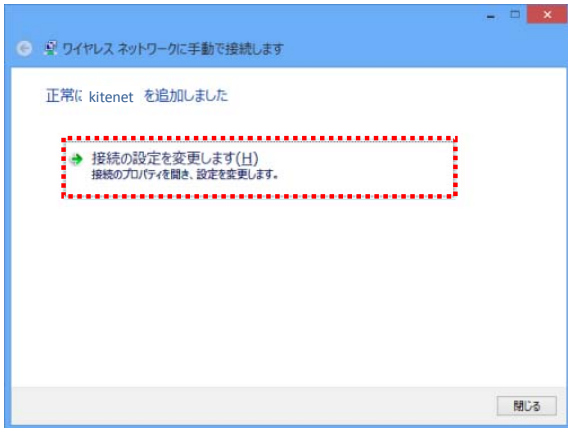 ワイヤレス ネットワークに手動で接続します
正常に kitenet を追加しました
接続の設定を変更します(H)
接続のプロパティを開き、設定を変更します。
閉じる